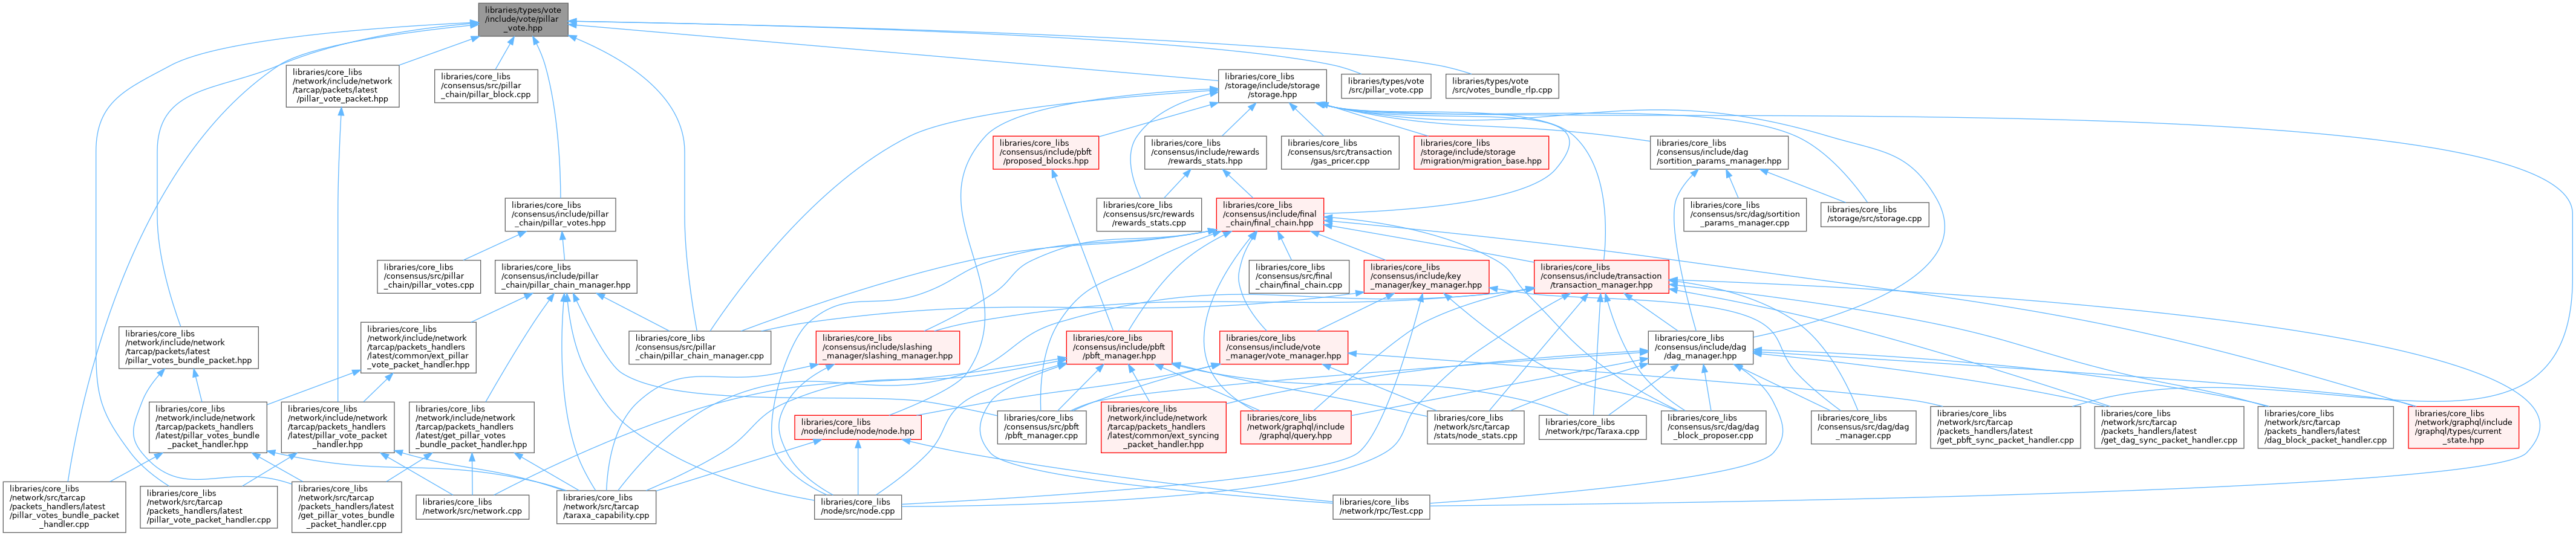 libraries/types/vote
/include/vote/pillar
_vote.hpp
libraries/core_libs
/network/include/network
/tarcap/packets/latest
/pillar_vote_packet.hpp
libraries/core_libs
/consensus/src/pillar
_chain/pillar_block.cpp
libraries/core_libs
/storage/include/storage
/storage.hpp
libraries/types/vote
/src/pillar_vote.cpp
libraries/types/vote
/src/votes_bundle_rlp.cpp
libraries/core_libs
/consensus/include/pbft
/proposed_blocks.hpp
libraries/core_libs
/consensus/include/rewards
/rewards_stats.hpp
libraries/core_libs
/consensus/src/transaction
/gas_pricer.cpp
libraries/core_libs
/storage/include/storage
/migration/migration_base.hpp
libraries/core_libs
/consensus/include/dag
/sortition_params_manager.hpp
libraries/core_libs
/consensus/include/pillar
_chain/pillar_votes.hpp
libraries/core_libs
/consensus/src/rewards
/rewards_stats.cpp
libraries/core_libs
/consensus/include/final
_chain/final_chain.hpp
libraries/core_libs
/consensus/src/dag/sortition
_params_manager.cpp
libraries/core_libs
/storage/src/storage.cpp
libraries/core_libs
/consensus/src/pillar
_chain/pillar_votes.cpp
libraries/core_libs
/consensus/include/pillar
_chain/pillar_chain_manager.hpp
libraries/core_libs
/consensus/src/final
_chain/final_chain.cpp
libraries/core_libs
/consensus/include/key
_manager/key_manager.hpp
libraries/core_libs
/consensus/include/transaction
/transaction_manager.hpp
libraries/core_libs
/network/include/network
/tarcap/packets/latest
/pillar_votes_bundle_packet.hpp
libraries/core_libs
/network/include/network
/tarcap/packets_handlers
/latest/common/ext_pillar
_vote_packet_handler.hpp
libraries/core_libs
/consensus/src/pillar
_chain/pillar_chain_manager.cpp
libraries/core_libs
/consensus/include/slashing
_manager/slashing_manager.hpp
libraries/core_libs
/consensus/include/pbft
/pbft_manager.hpp
libraries/core_libs
/consensus/include/vote
_manager/vote_manager.hpp
libraries/core_libs
/consensus/include/dag
/dag_manager.hpp
libraries/core_libs
/network/include/network
/tarcap/packets_handlers
/latest/pillar_votes_bundle
_packet_handler.hpp
libraries/core_libs
/network/include/network
/tarcap/packets_handlers
/latest/pillar_vote_packet
_handler.hpp
libraries/core_libs
/network/include/network
/tarcap/packets_handlers
/latest/get_pillar_votes
_bundle_packet_handler.hpp
libraries/core_libs
/node/include/node/node.hpp
libraries/core_libs
/consensus/src/pbft
/pbft_manager.cpp
libraries/core_libs
/network/include/network
/tarcap/packets_handlers
/latest/common/ext_syncing
_packet_handler.hpp
libraries/core_libs
/network/graphql/include
/graphql/query.hpp
libraries/core_libs
/network/src/tarcap
/stats/node_stats.cpp
libraries/core_libs
/network/rpc/Taraxa.cpp
libraries/core_libs
/consensus/src/dag/dag
_block_proposer.cpp
libraries/core_libs
/consensus/src/dag/dag
_manager.cpp
libraries/core_libs
/network/src/tarcap
/packets_handlers/latest
/get_pbft_sync_packet_handler.cpp
libraries/core_libs
/network/src/tarcap
/packets_handlers/latest
/get_dag_sync_packet_handler.cpp
libraries/core_libs
/network/src/tarcap
/packets_handlers/latest
/dag_block_packet_handler.cpp
libraries/core_libs
/network/graphql/include
/graphql/types/current
_state.hpp
libraries/core_libs
/network/src/tarcap
/packets_handlers/latest
/pillar_votes_bundle_packet
_handler.cpp
libraries/core_libs
/network/src/tarcap
/packets_handlers/latest
/pillar_vote_packet_handler.cpp
libraries/core_libs
/network/src/tarcap
/packets_handlers/latest
/get_pillar_votes_bundle
_packet_handler.cpp
libraries/core_libs
/network/src/network.cpp
libraries/core_libs
/network/src/tarcap
/taraxa_capability.cpp
libraries/core_libs
/node/src/node.cpp
libraries/core_libs
/network/rpc/Test.cpp